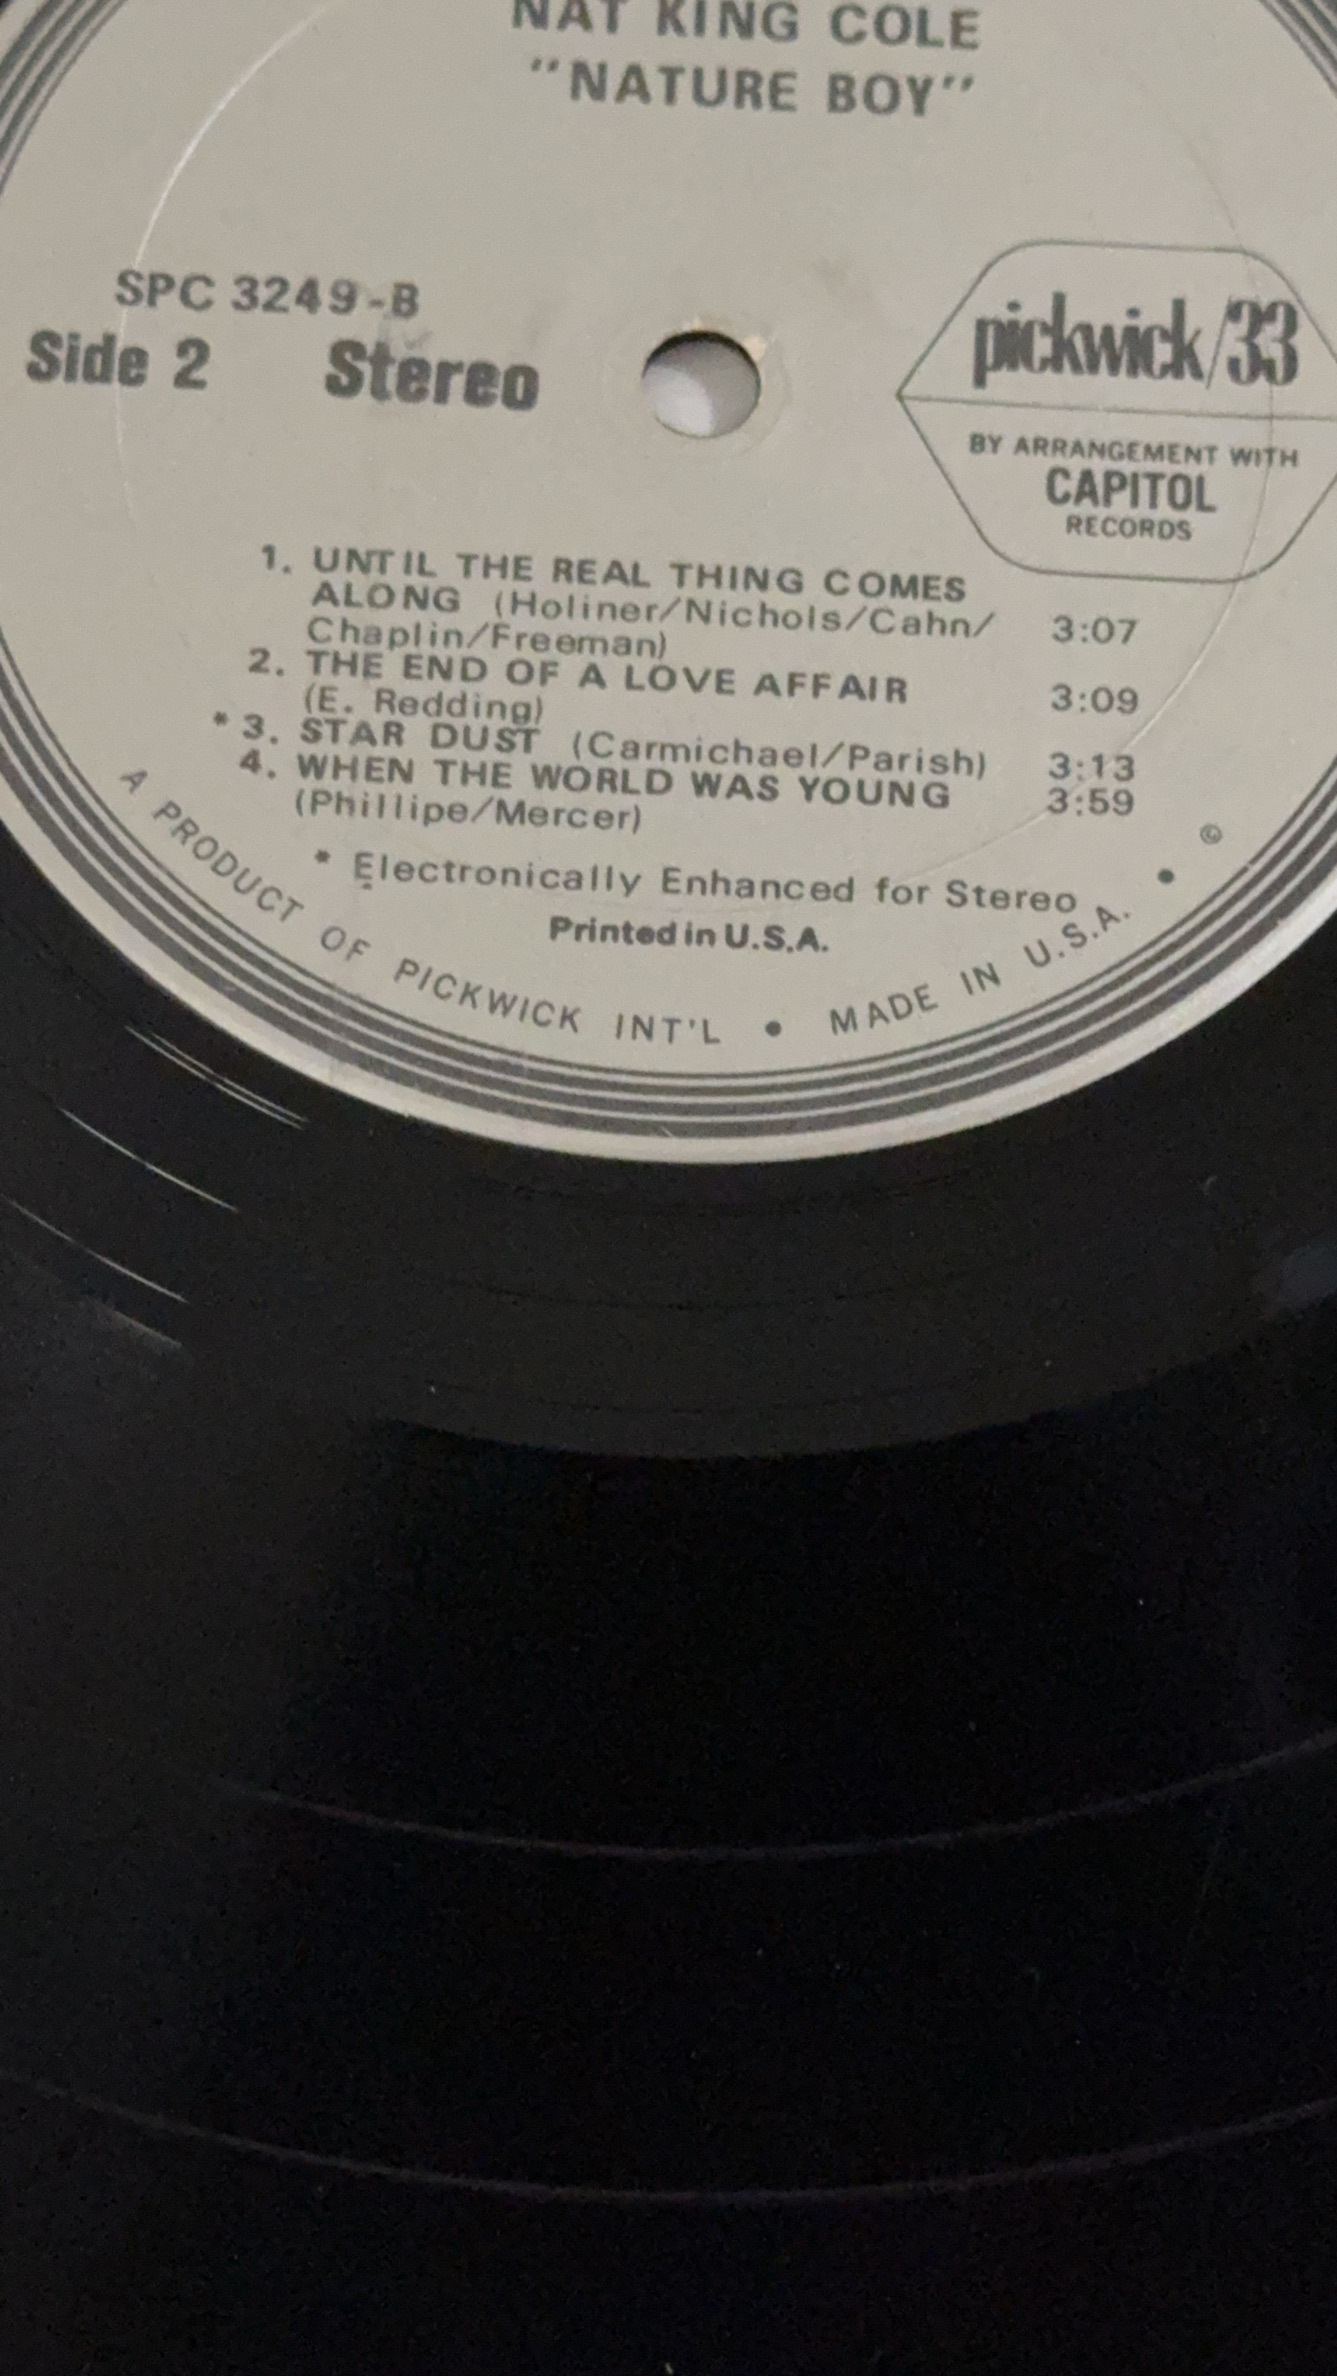 NAT KING COLE
"NATURE BOY"
SPC 3249-B
Side 2 Stereo
pickwick/33
BY ARRANGEMENT WITH
CAPITOL
RECORDS
1. UNTIL THE REAL THING COMES
ALONG (Holiner/Nichols/Cahn/ 3:07
Chaplin/Freeman)
2. THE END OF A LOVE AFFAIR 3:09
(E. Redding)
* 3. STAR DUST (Carmichael/Parish) 3:13
4. WHEN THE WORLD WAS YOUNG 3:59
(Phillipe/Mercer)
* Electronically Enhanced for Stereo
Printed in U.S.A.
A PRODUCT OF PICKWICK INT'L • MADE IN U.S.A. • ©